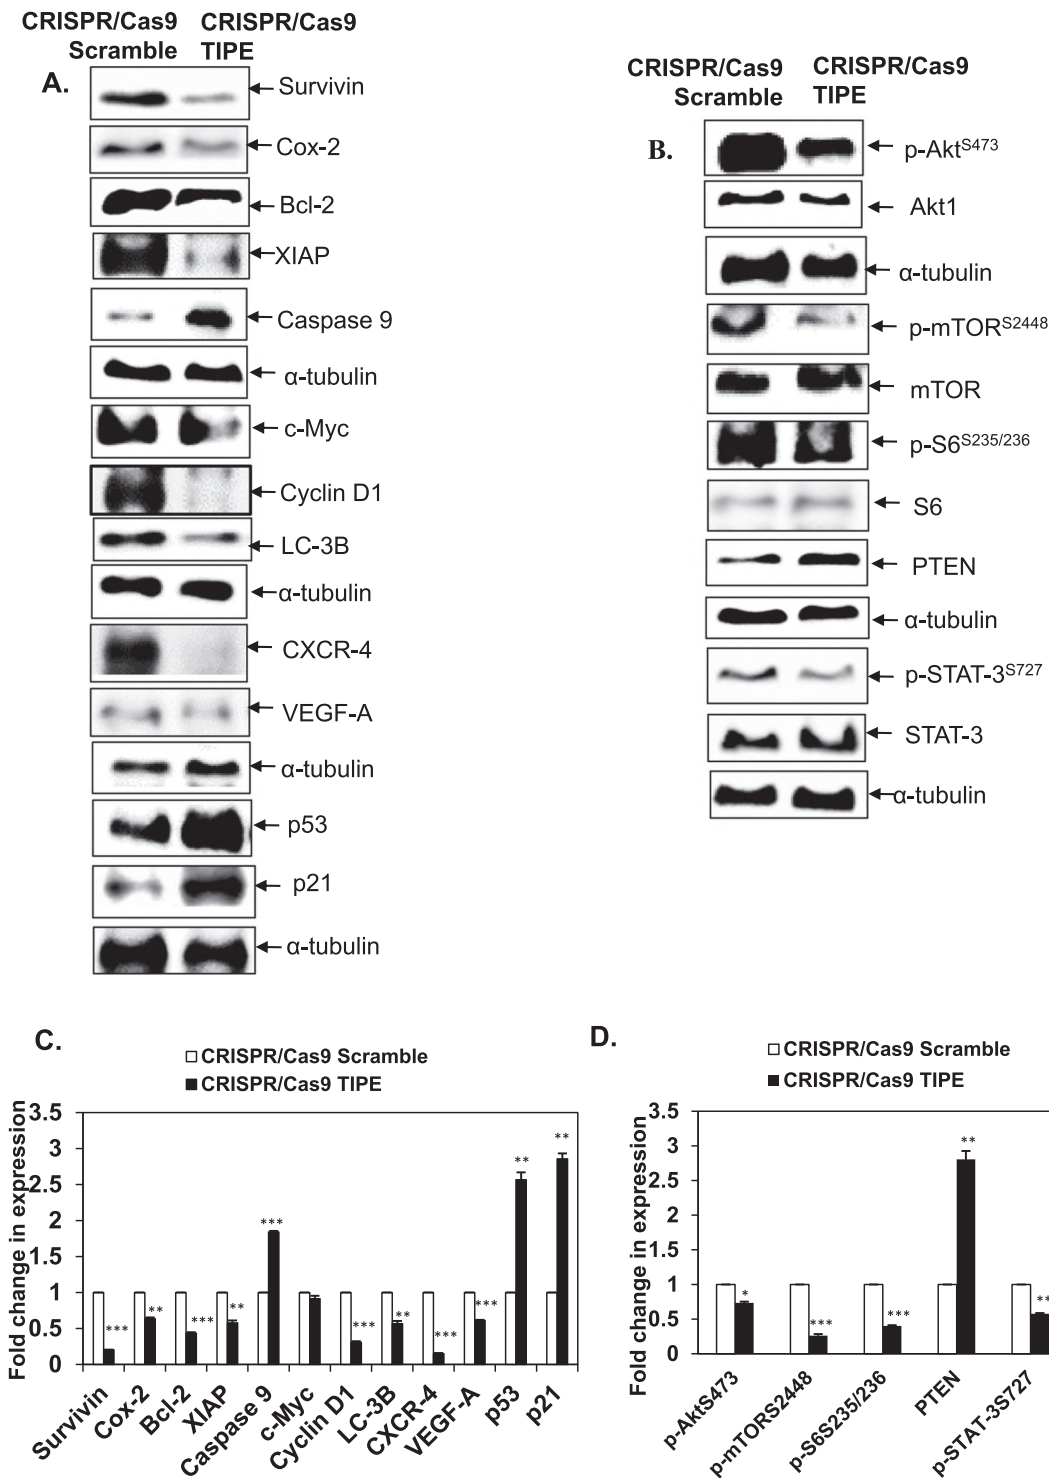 CRISPR/Cas9 CRISPR/Cas9
Scramble TIPE
A.
Survivin
Cox-2
Bcl-2
XIAP
Caspase 9
α-tubulin
c-Myc
Cyclin D1
LC-3B
α-tubulin
CXCR-4
VEGF-A
α-tubulin
p53
p21
α-tubulin
CRISPR/Cas9 CRISPR/Cas9
Scramble TIPE
B.
p-AktS473
Akt1
α-tubulin
p-mTORS2448
mTOR
p-S6S235/236
S6
PTEN
α-tubulin
p-STAT-3S727
STAT-3
α-tubulin
C.
CRISPR/Cas9 Scramble
CRISPR/Cas9 TIPE
Fold change in expression
3.5
3
2.5
2
1.5
1
0.5
0
*** ** *** ** *** *** ** *** *** ** **
Survivin
Cox-2
Bcl-2
XIAP
Caspase 9
c-Myc
Cyclin D1
LC-3B
CXCR-4
VEGF-A
p53
p21
D.
CRISPR/Cas9 Scramble
CRISPR/Cas9 TIPE
Fold change in expression
3.5
3
2.5
2
1.5
1
0.5
0
* *** *** ** **
p-AktS473
p-mTORS2448
p-S6S235/236
PTEN
p-STAT-3S727